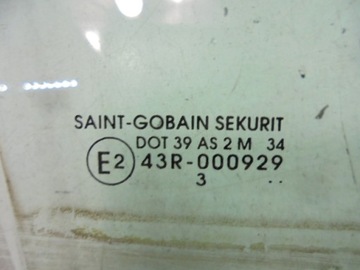 SAINT-GOBAIN SEKURIT
DOT 39 AS 2 M 34
E2 43R-000929
3 ..